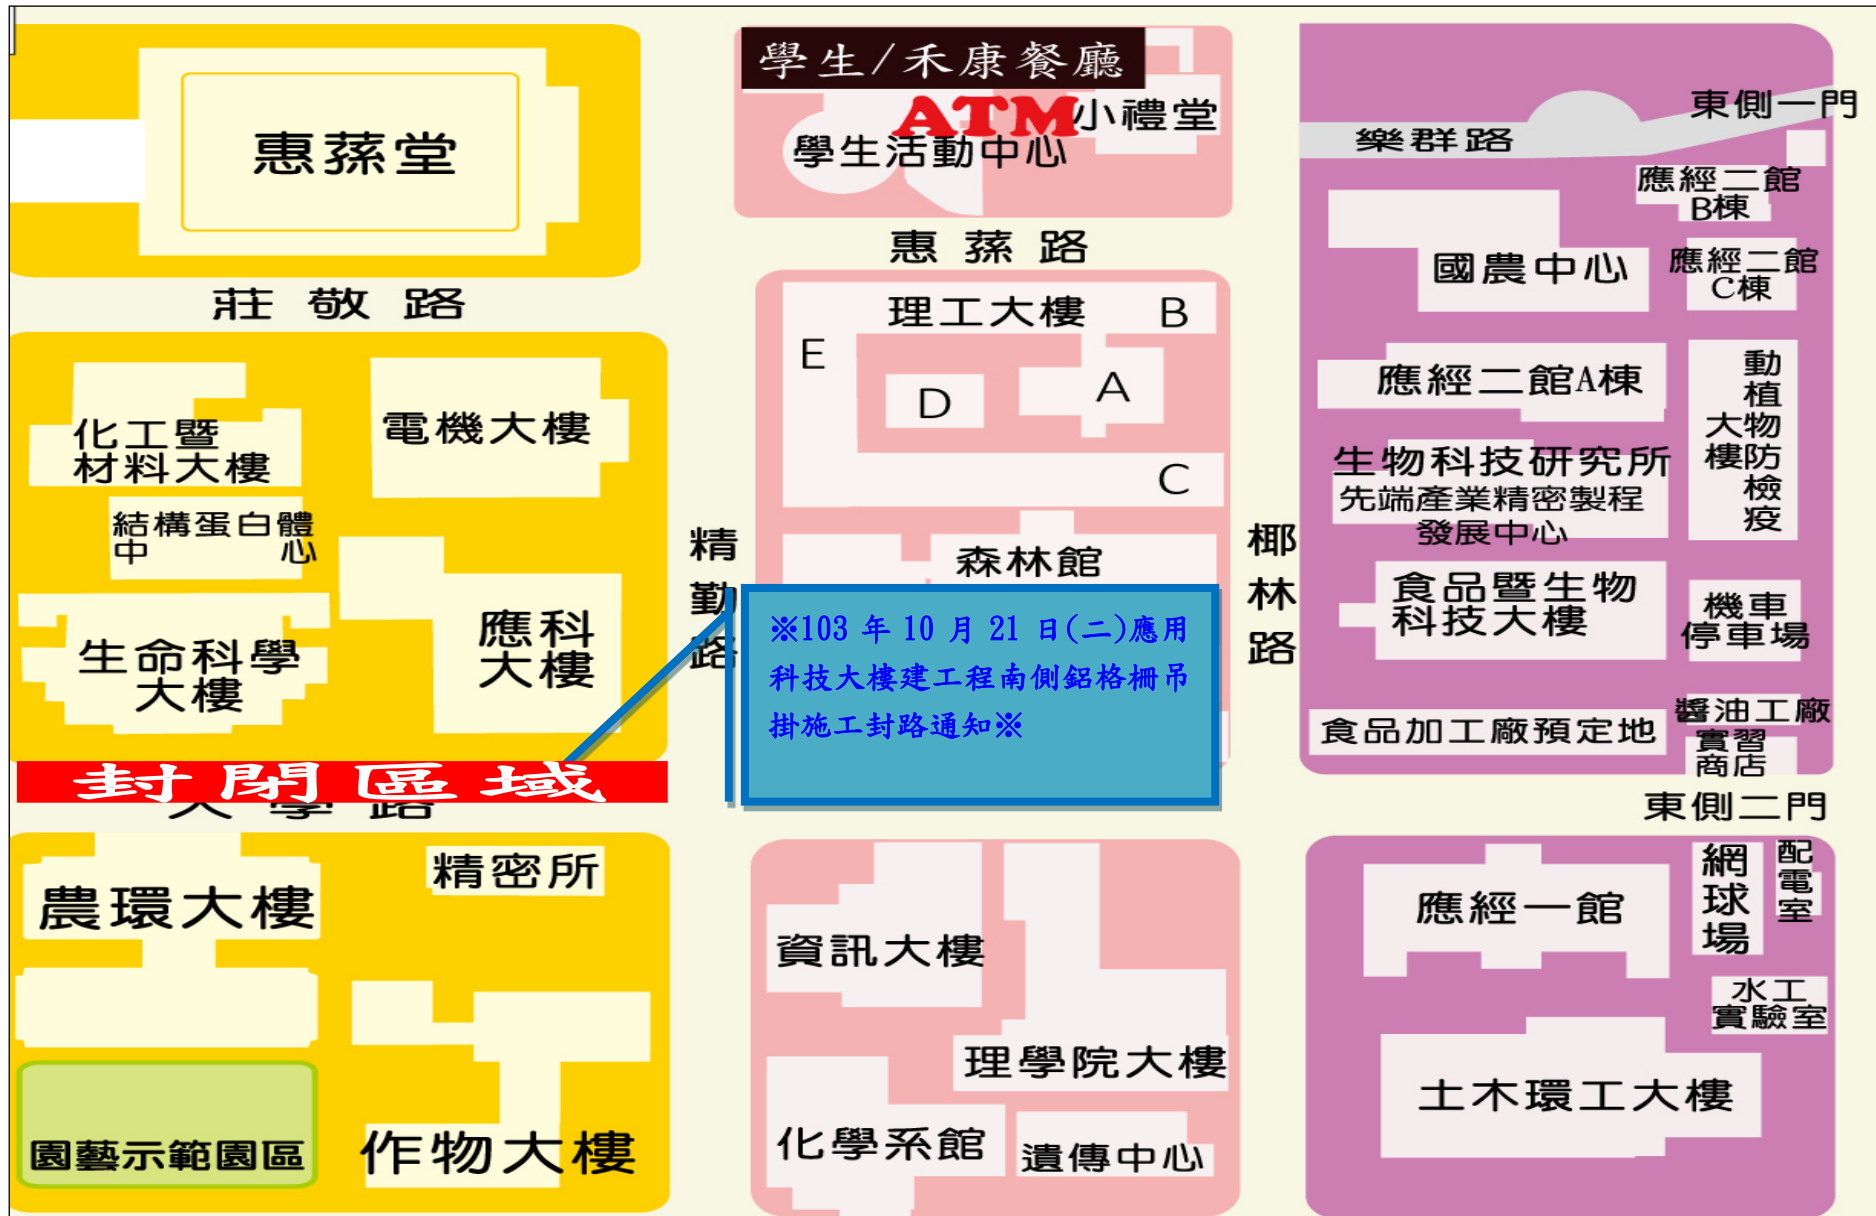 學生/禾康餐廳
ATM
小禮堂
學生活動中心
惠蓀堂
東側一門
樂群路
應經二館
B棟
惠蓀路
國農中心
應經二館
C棟
莊敬路
理工大樓
B
E
D
A
C
應經二館A棟
動植物防檢疫
大樓
化工暨
材料大樓
電機大樓
生物科技研究所
先端產業精密製程
發展中心
結構蛋白體
中心
精勤路
森林館
椰林路
食品暨生物
科技大樓
機車
停車場
應科
大樓
生命科學
大樓
※103 年 10 月 21 日(二)應用
科技大樓建工程南側鋁格柵吊
掛施工封路通知※
食品加工廠預定地
醬油工廠
實習
商店
封閉區域
大學路
東側二門
農環大樓
精密所
資訊大樓
應經一館
網球場
配電室
水工
實驗室
理學院大樓
土木環工大樓
園藝示範園區
作物大樓
化學系館
遺傳中心